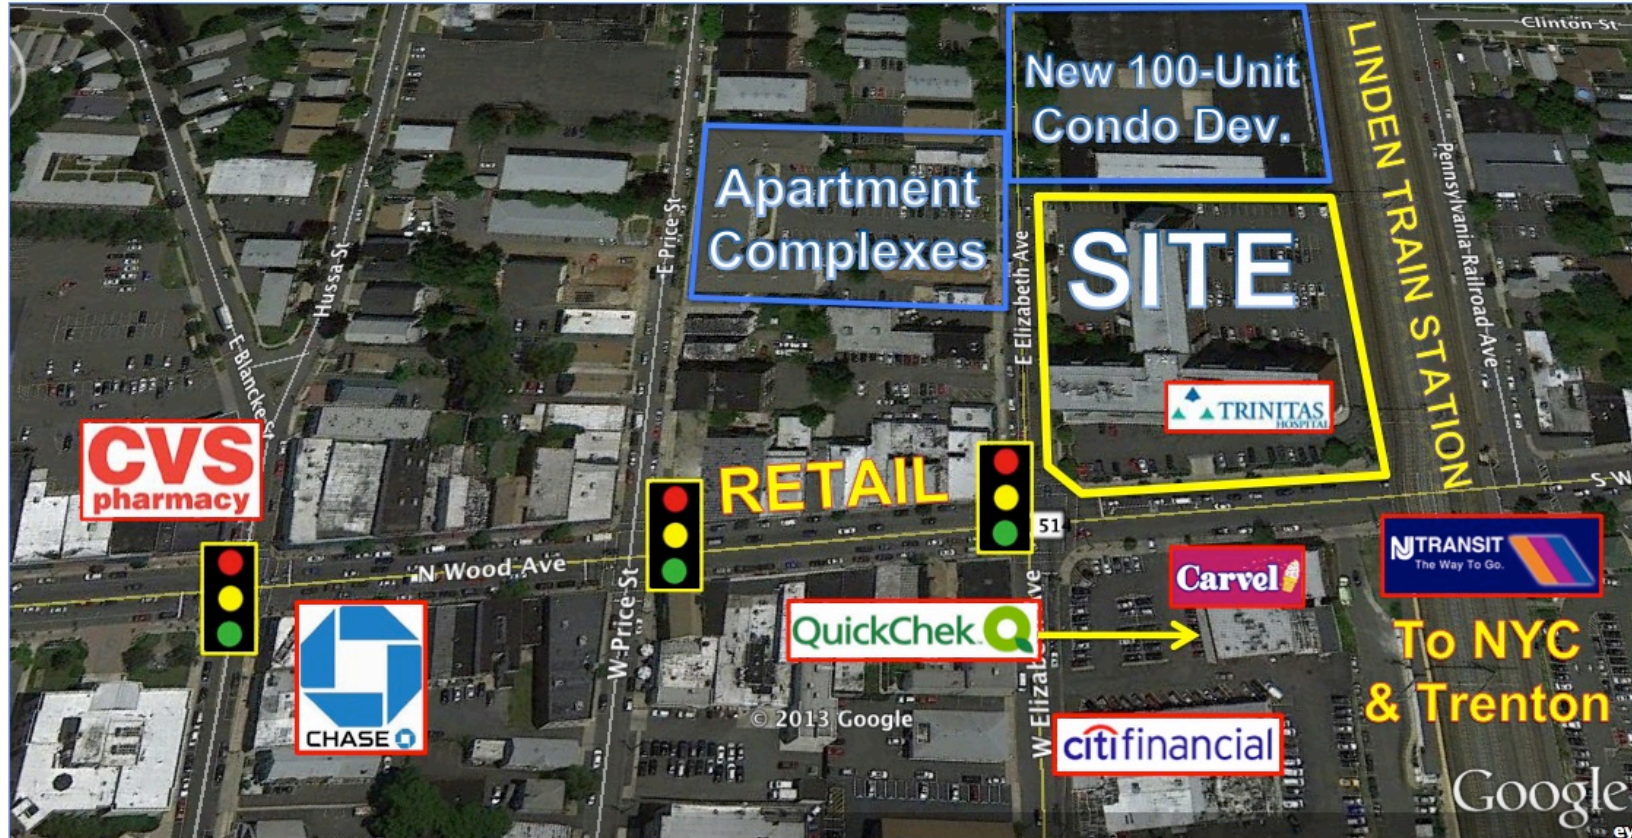 Clinton St
New 100-Unit
Condo Dev.
LINDEN TRAIN STATION
Pennsylvania-Railroad-Ave
Apartment
Complexes
E Price St
Hussa St
E Elizabeth Ave
SITE
E Blancke St
TRINITAS
HOSPITAL
CVS
pharmacy
RETAIL
S W
51
N Wood Ave
NJTRANSIT
The Way To Go.
Carvel
QuickChek
W Price St
W Elizabeth Ave
To NYC
& Trenton
CHASE
© 2013 Google
citifinancial
Google